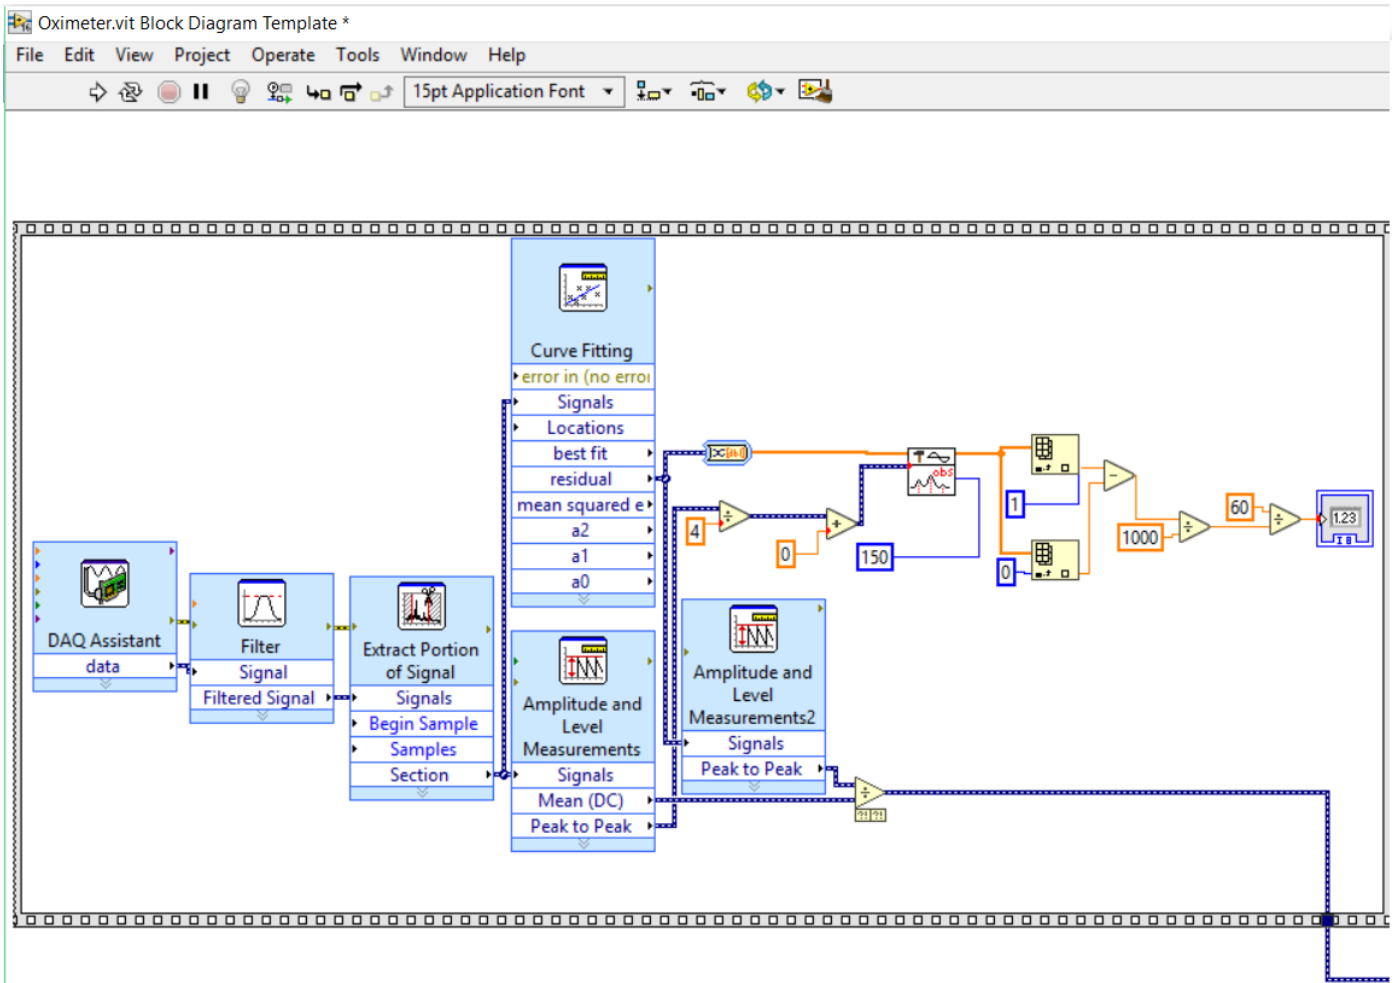 Oximeter.vit Block Diagram Template *
File Edit View Project Operate Tools Window Help
15pt Application Font
Curve Fitting
error in (no erro
Signals
Locations
best fit
residual
mean squared e
a2
a1
a0
4
0
150
obs
1
0
1000
60
1.23
DAQ Assistant
data
Filter
Signal
Filtered Signal
Extract Portion
of Signal
Signals
Begin Sample
Samples
Section
Amplitude and
Level
Measurements
Signals
Mean (DC)
Peak to Peak
Amplitude and
Level
Measurements2
Signals
Peak to Peak